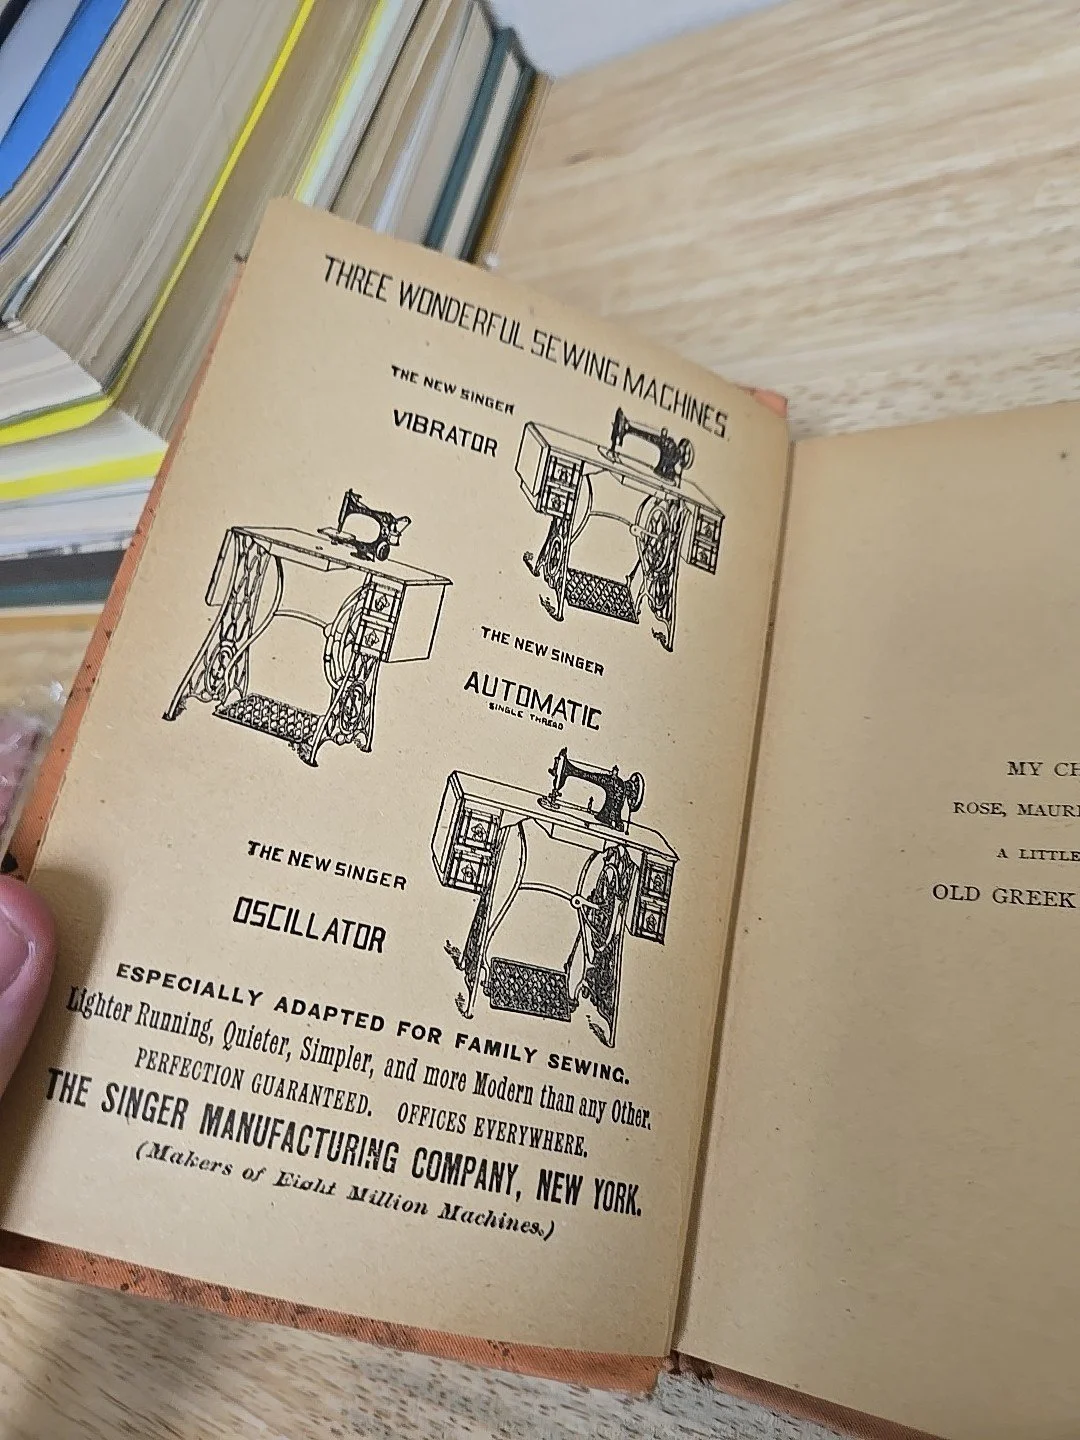 THREE WONDERFUL SEWING MACHINES.
THE NEW SINGER
VIBRATOR
THE NEW SINGER
AUTOMATIC
SINGLE THREAD
THE NEW SINGER
OSCILLATOR
ESPECIALLY ADAPTED FOR FAMILY SEWING.
Lighter Running, Quieter, Simpler, and more Modern than any Other.
PERFECTION GUARANTEED. OFFICES EVERYWHERE.
THE SINGER MANUFACTURING COMPANY, NEW YORK.
(Makers of Eight Million Machines.)
MY CH
ROSE, MAURI
A LITTLE
OLD GREEK